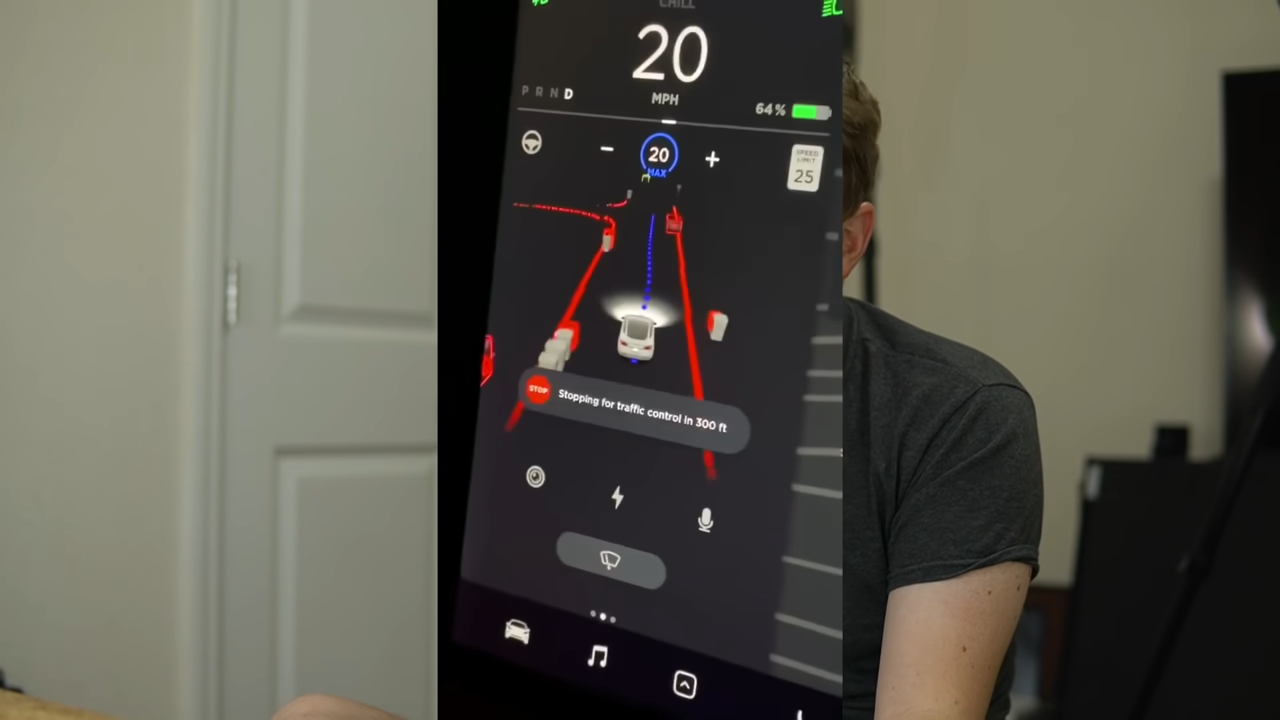 CHILL
20
MPH
P R N D
64 %
20
MAX
SPEED
LIMIT
25
STOP
Stopping for traffic control in 300 ft